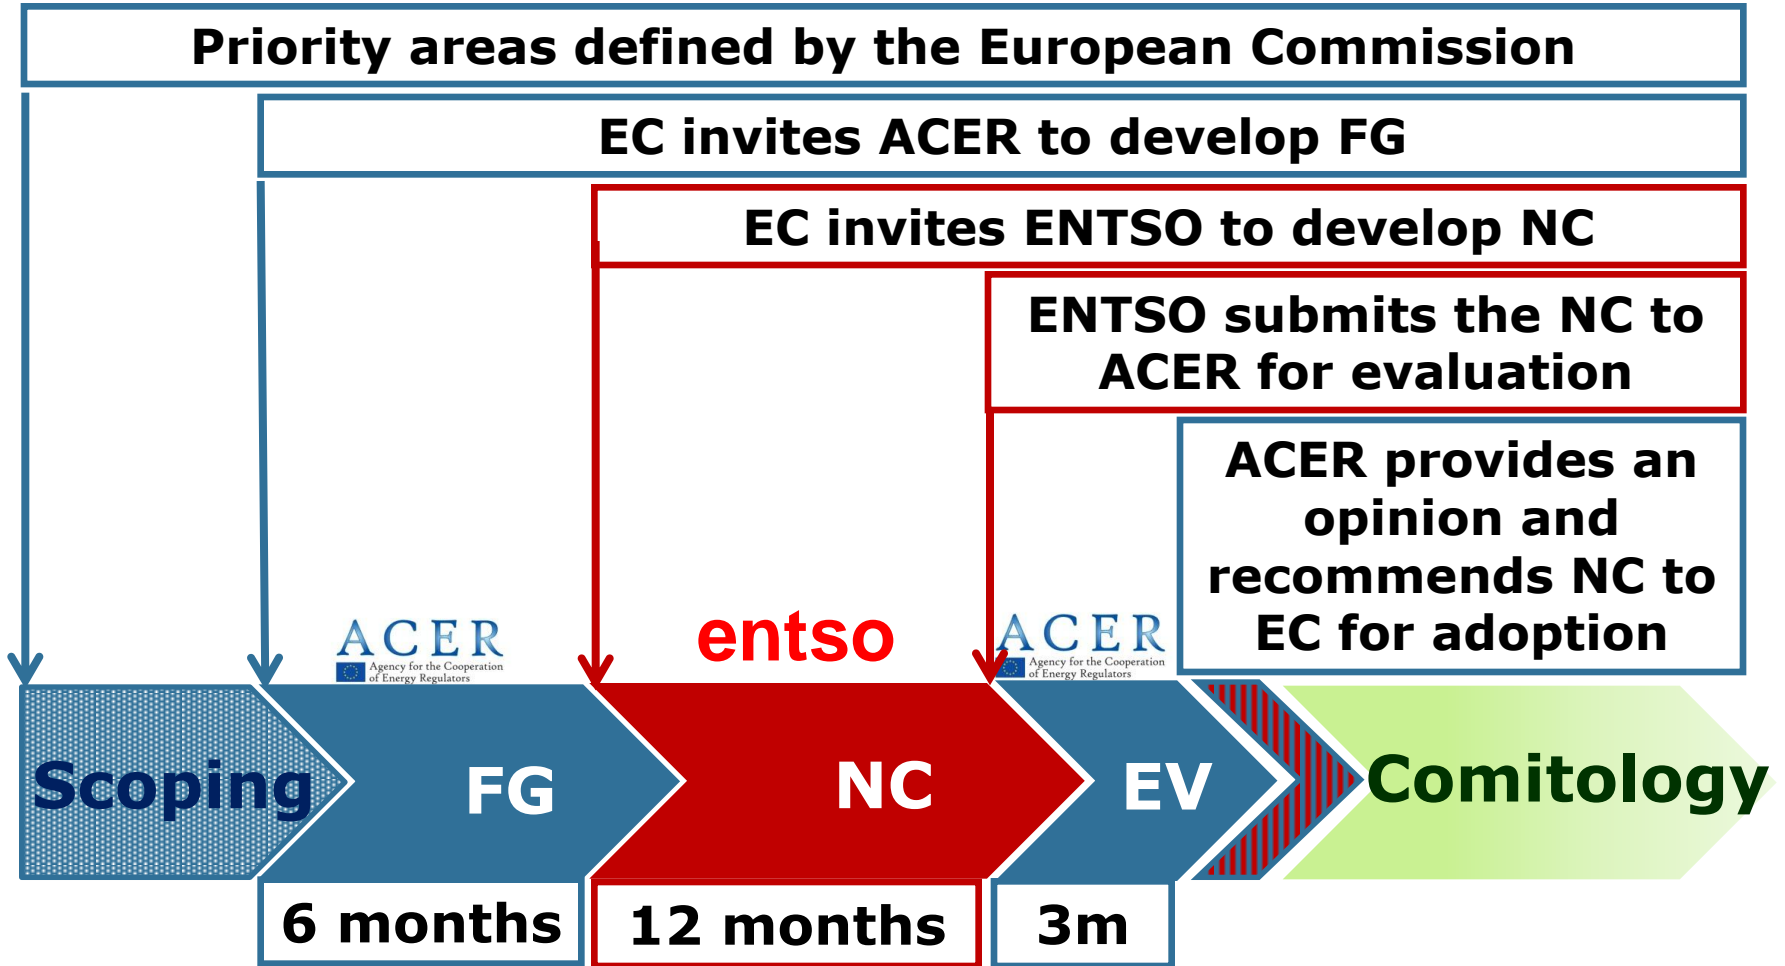 Priority areas defined by the European Commission
EC invites ACER to develop FG
EC invites ENTSO to develop NC
ENTSO submits the NC to
ACER for evaluation
ACER provides an
opinion and
recommends NC to
EC for adoption
ACER
Agency for the Cooperation
of Energy Regulators
entso
ACER
Agency for the Cooperation
of Energy Regulators
Scoping
FG
NC
EV
Comitology
6 months
12 months
3m